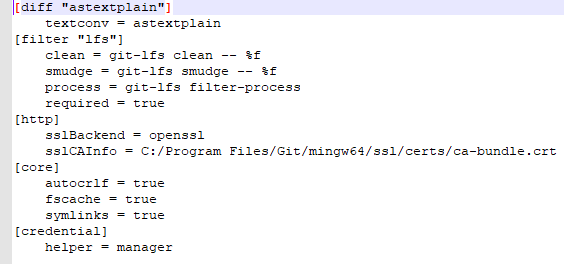 [diff "astextplain"]
textconv = astextplain
[filter "lfs"]
clean = git-lfs clean -- %f
smudge = git-lfs smudge -- %f
process = git-lfs filter-process
required = true
[http]
sslBackend = openssl
sslCAInfo = C:/Program Files/Git/mingw64/ssl/certs/ca-bundle.crt
[core]
autocrlf = true
fscache = true
symlinks = true
[credential]
helper = manager